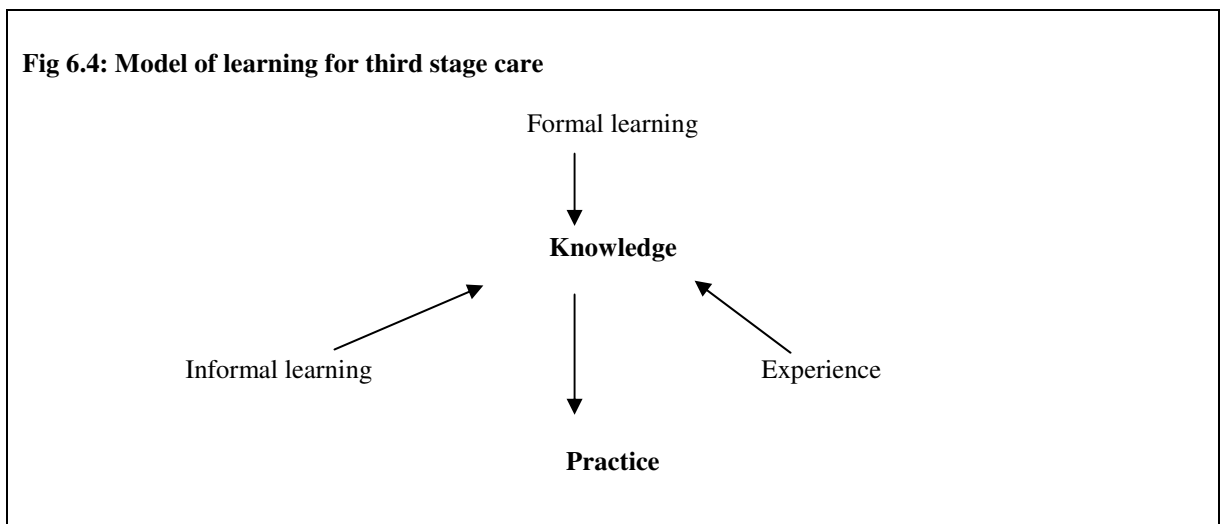 Fig 6.4: Model of learning for third stage care
Formal learning
Knowledge
Informal learning
Experience
Practice